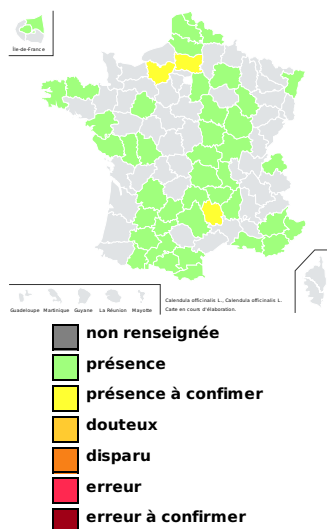 Île-de-France
Guadeloupe Martinique Guyane La Réunion Mayotte
Calendula officinalis L., Calendula officinalis L.
Carte en cours d'élaboration.
non renseignée
présence
présence à confimer
douteux
disparu
erreur
erreur à confirmer